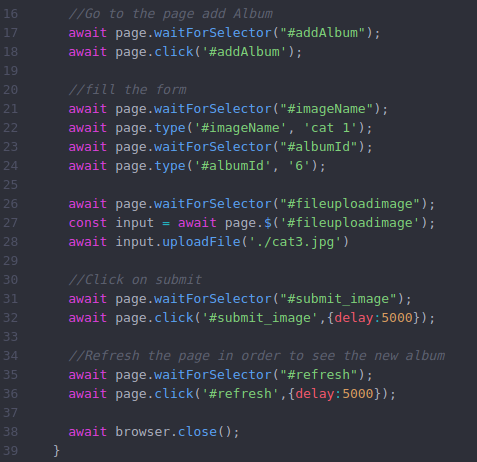 16 //Go to the page add Album
17 await page.waitForSelector("#addAlbum");
18 await page.click('#addAlbum');
19
20 //fill the form
21 await page.waitForSelector("#imageName");
22 await page.type('#imageName', 'cat 1');
23 await page.waitForSelector("#albumId");
24 await page.type('#albumId', '6');
25
26 await page.waitForSelector("#fileuploadimage");
27 const input = await page.$('#fileuploadimage');
28 await input.uploadFile('./cat3.jpg')
29
30 //Click on submit
31 await page.waitForSelector("#submit_image");
32 await page.click('#submit_image',{delay:5000});
33
34 //Refresh the page in order to see the new album
35 await page.waitForSelector("#refresh");
36 await page.click('#refresh',{delay:5000});
37
38 await browser.close();
39 }